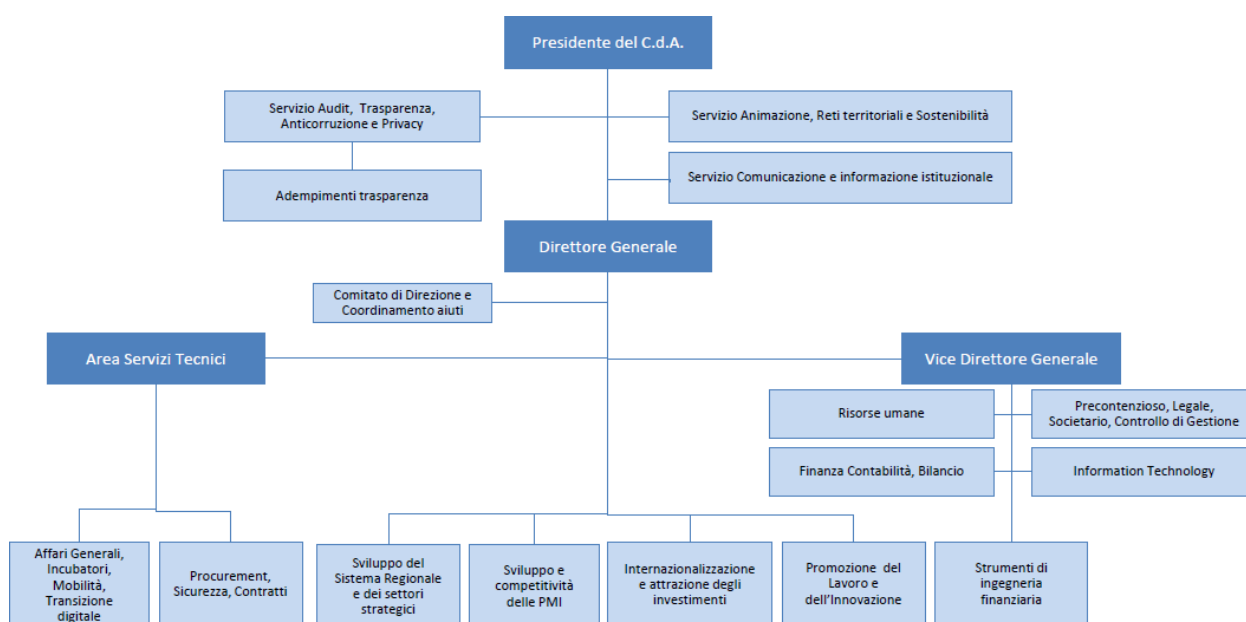 Presidente del C.d.A.
Servizio Audit, Trasparenza,
Anticorruzione e Privacy
Servizio Animazione, Reti territoriali e Sostenibilità
Adempimenti trasparenza
Servizio Comunicazione e informazione istituzionale
Direttore Generale
Comitato di Direzione e
Coordinamento aiuti
Area Servizi Tecnici
Vice Direttore Generale
Risorse umane
Precontenzioso, Legale,
Societario, Controllo di Gestione
Finanza Contabilità, Bilancio
Information Technology
Affari Generali,
Incubatori,
Mobilità,
Transizione
digitale
Procurement,
Sicurezza, Contratti
Sviluppo del
Sistema Regionale
e dei settori
strategici
Sviluppo e
competitività
delle PMI
Internazionalizzazione
e attrazione degli
investimenti
Promozione del
Lavoro e
dell'Innovazione
Strumenti di
ingegneria
finanziaria